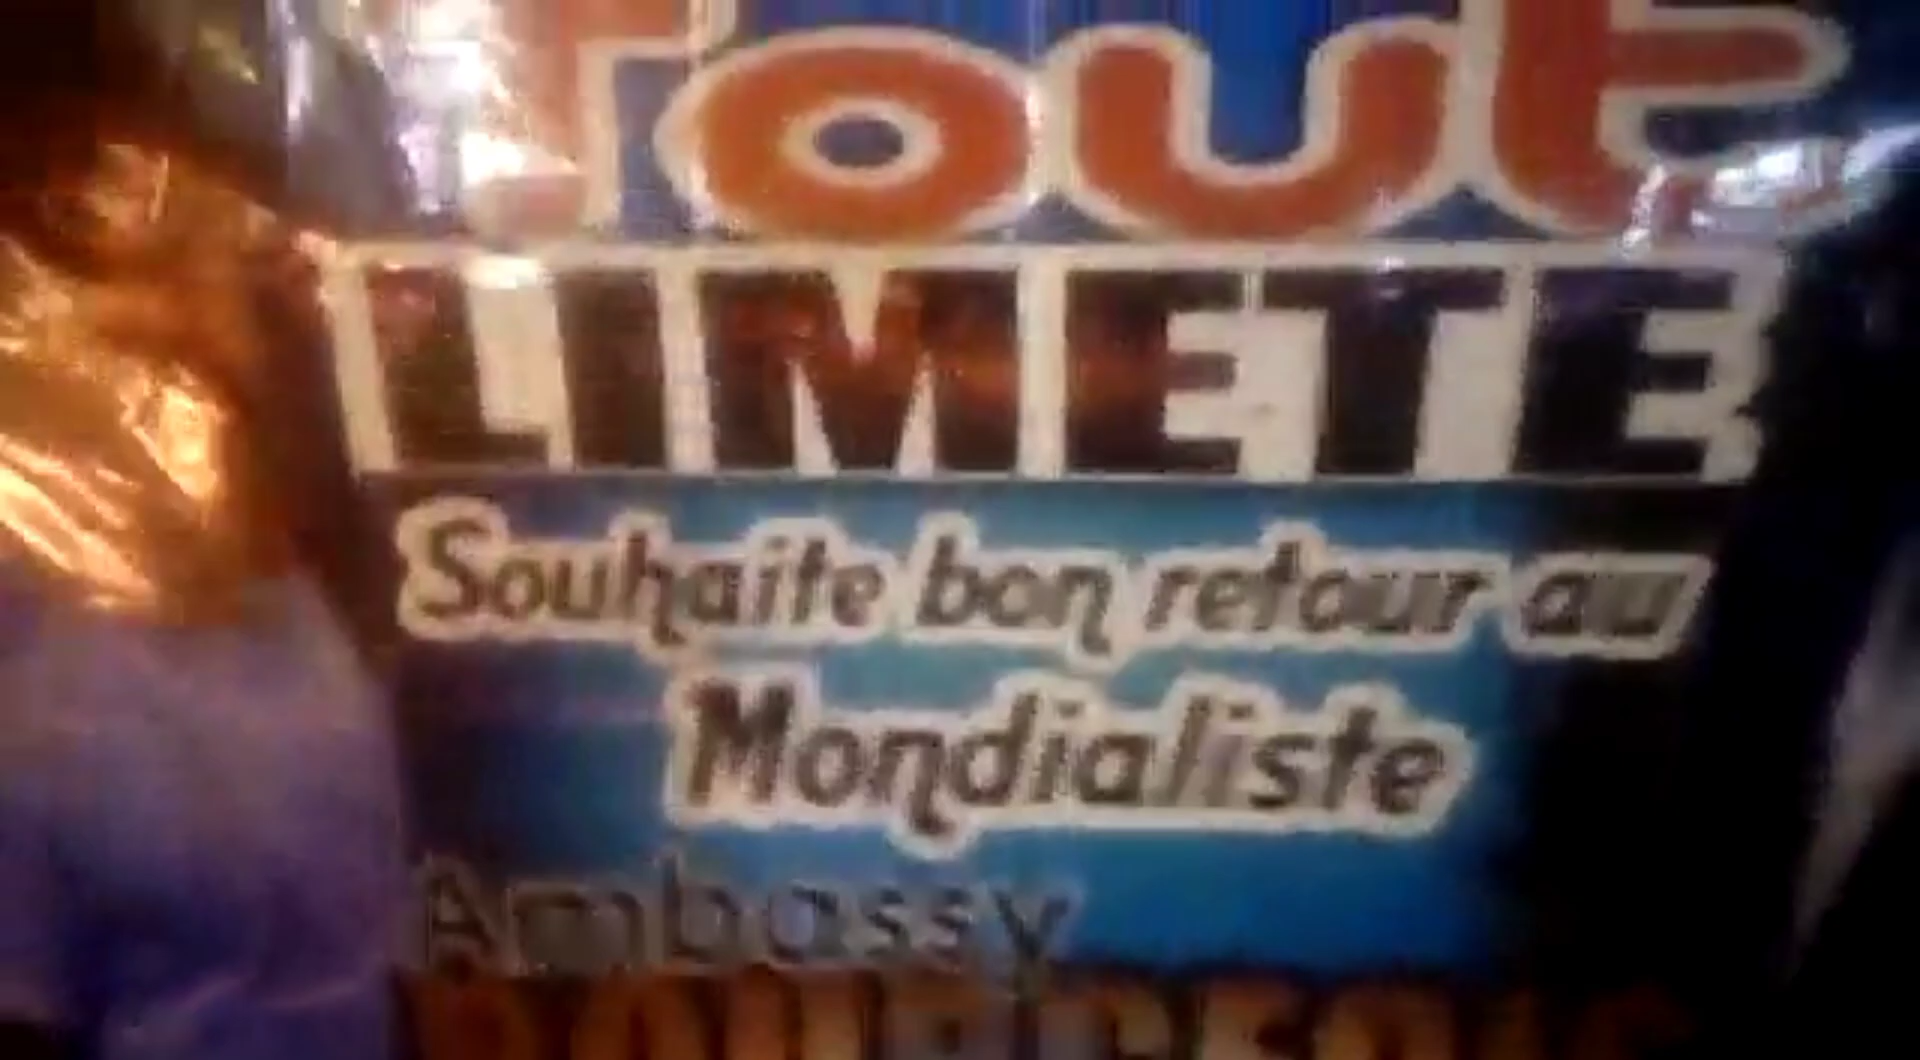 Tout
LIMETE
Souhaite bon retour au
Mondialiste
Ambassy